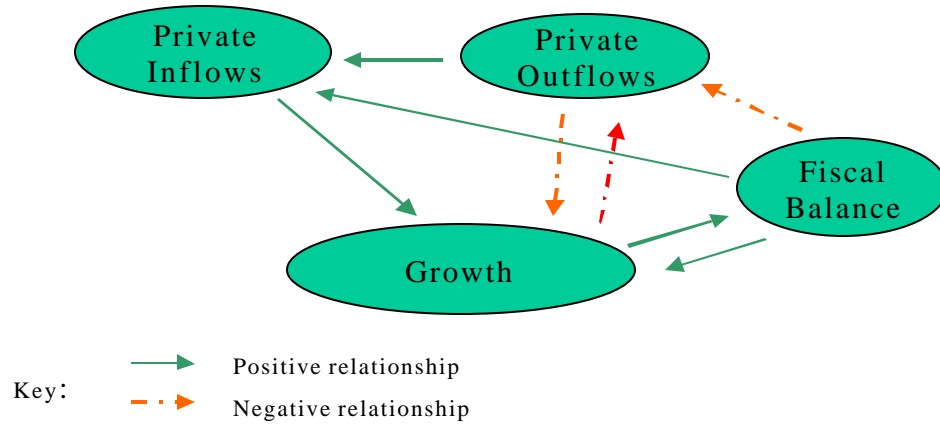 Private
Inflows
Private
Outflows
Fiscal
Balance
Growth
Key:
Positive relationship
Negative relationship